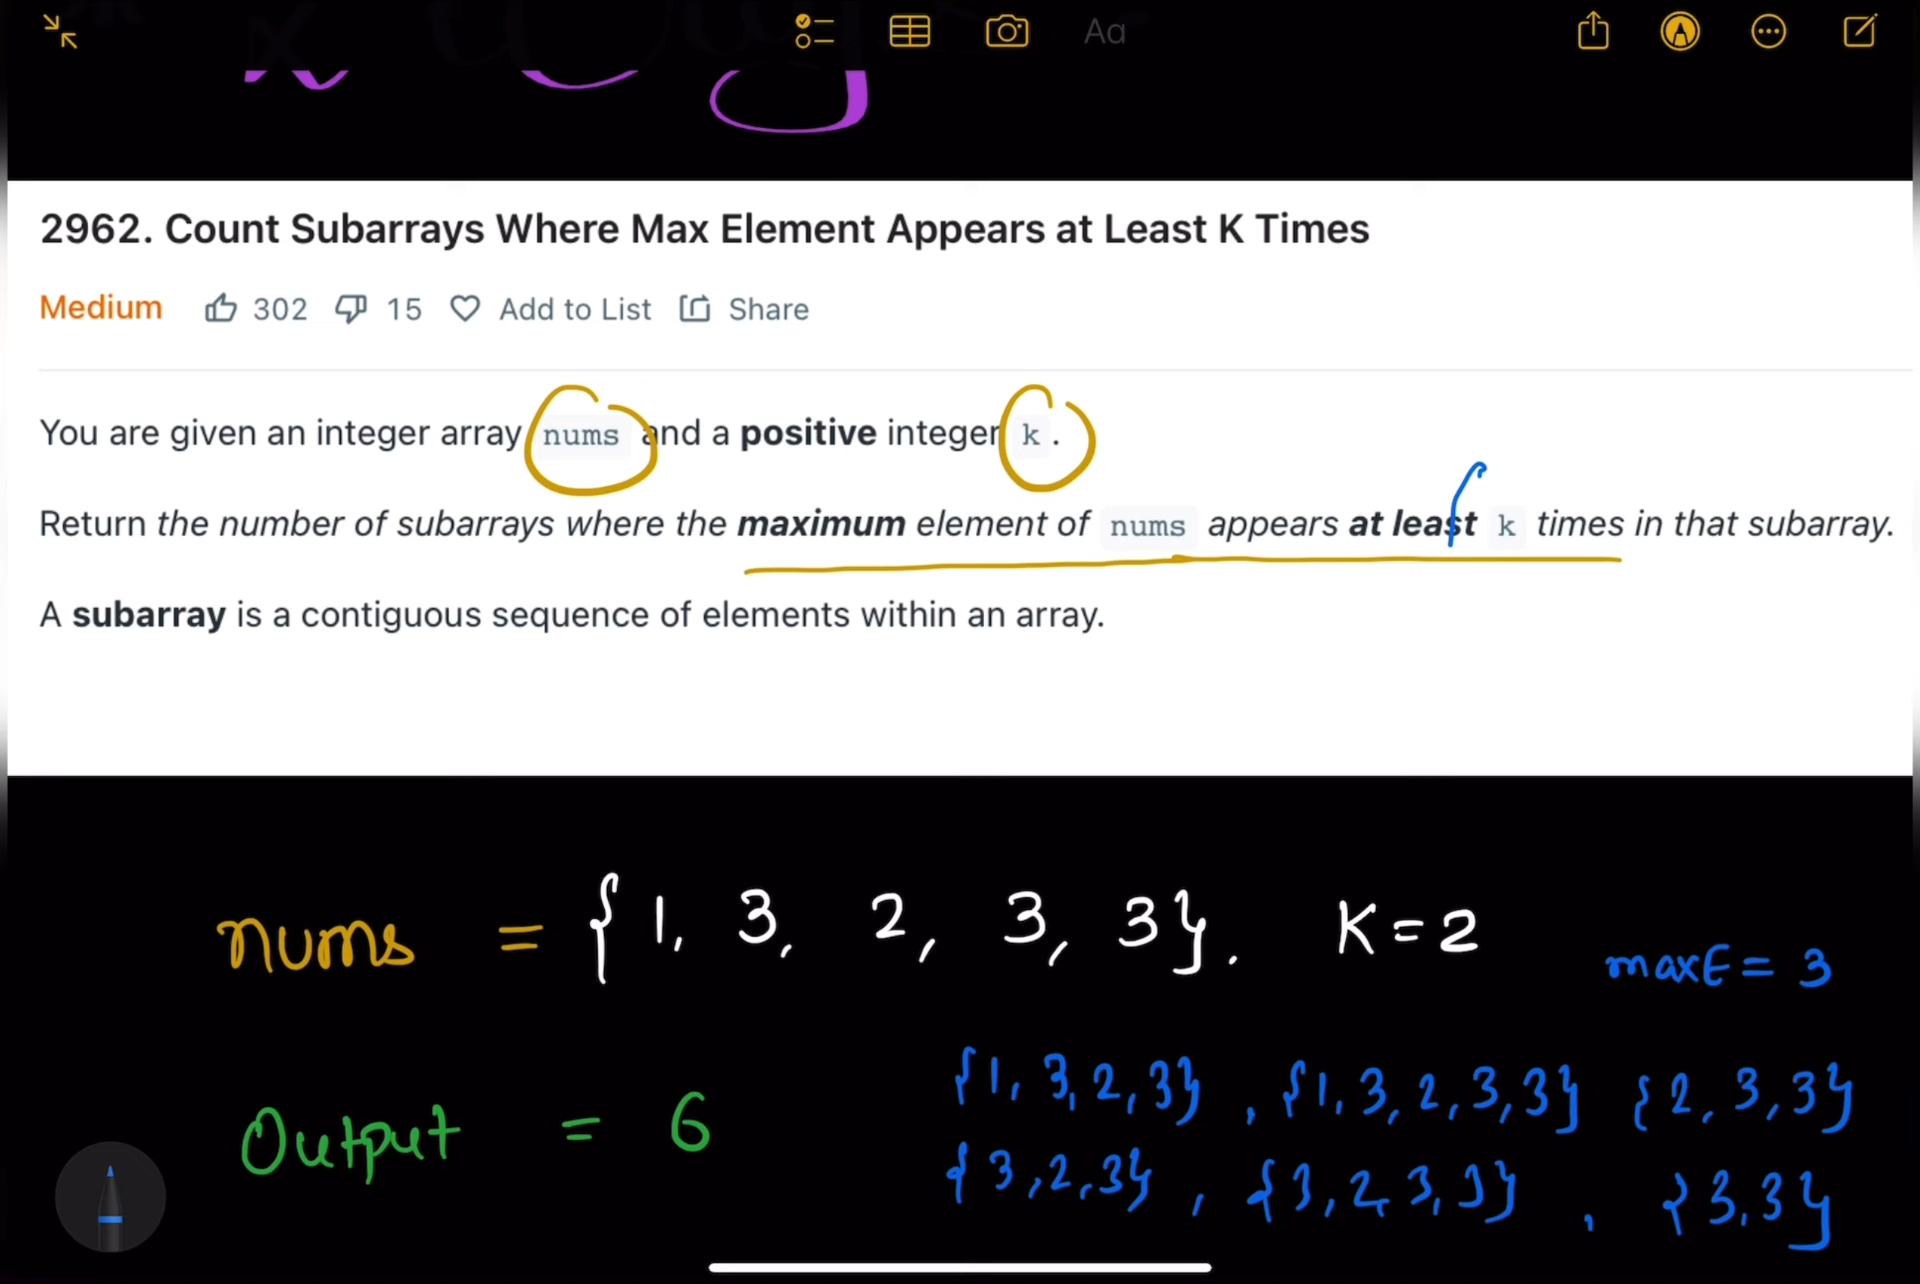 Aa
2962. Count Subarrays Where Max Element Appears at Least K Times
Medium 302 15 Add to List Share
You are given an integer array nums and a positive integer k.
Return the number of subarrays where the maximum element of nums appears at least k times in that subarray.
A subarray is a contiguous sequence of elements within an array.
nums = {1, 3, 2, 3, 3}. K=2
maxE = 3
Output = 6
{1, 3, 2, 3}, {1, 3, 2, 3, 3} {2, 3, 3}
{3, 2, 3}, {3, 2 3, 3}, {3, 3}